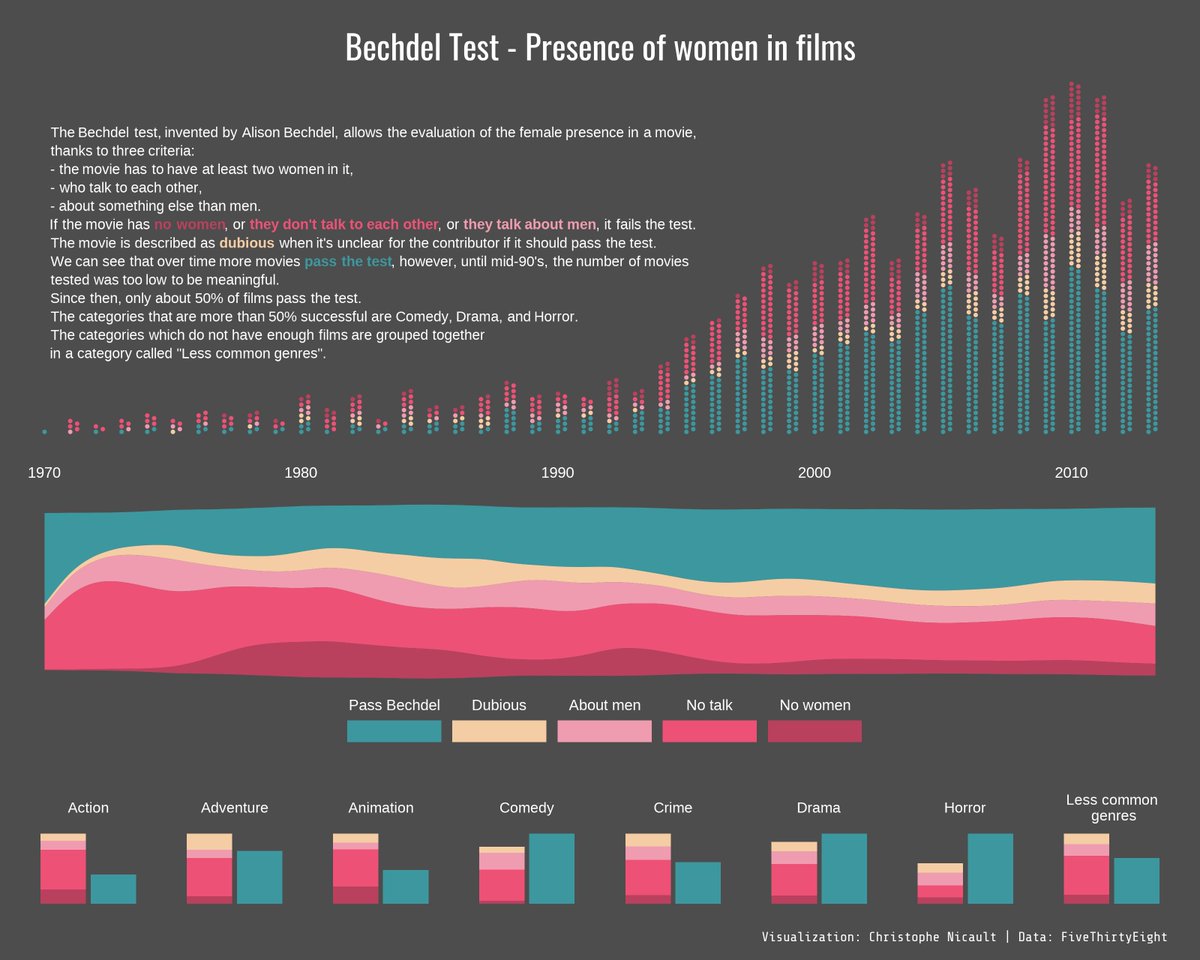 Bechdel Test - Presence of women in films
The Bechdel test, invented by Alison Bechdel, allows the evaluation of the female presence in a movie,
thanks to three criteria:
- the movie has to have at least two women in it,
- who talk to each other,
- about something else than men.
If the movie has no women, or they don't talk to each other, or they talk about men, it fails the test.
The movie is described as dubious when it's unclear for the contributor if it should pass the test.
We can see that over time more movies pass the test, however, until mid-90's, the number of movies
tested was too low to be meaningful.
Since then, only about 50% of films pass the test.
The categories that are more than 50% successful are Comedy, Drama, and Horror.
The categories which do not have enough films are grouped together
in a category called "Less common genres".
1970 1980 1990 2000 2010
Pass Bechdel Dubious About men No talk No women
Action Adventure Animation Comedy Crime Drama Horror Less common
genres
Visualization: Christophe Nicault | Data: FiveThirtyEight